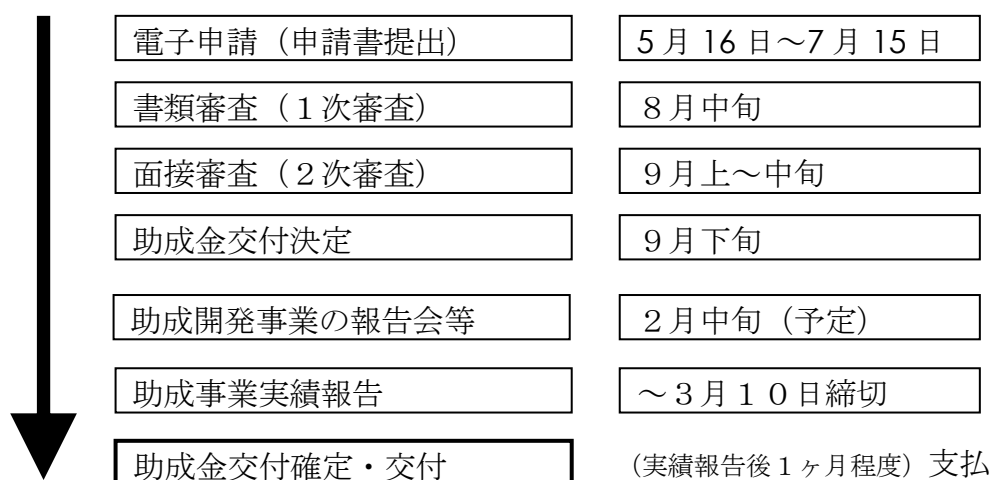 電子申請（申請書提出） 5月16日～7月15日
書類審査（１次審査） ８月中旬
面接審査（２次審査） ９月上～中旬
助成金交付決定 ９月下旬
助成開発事業の報告会等 ２月中旬（予定）
助成事業実績報告 ～３月１０日締切
助成金交付確定・交付 （実績報告後１ヶ月程度）支払